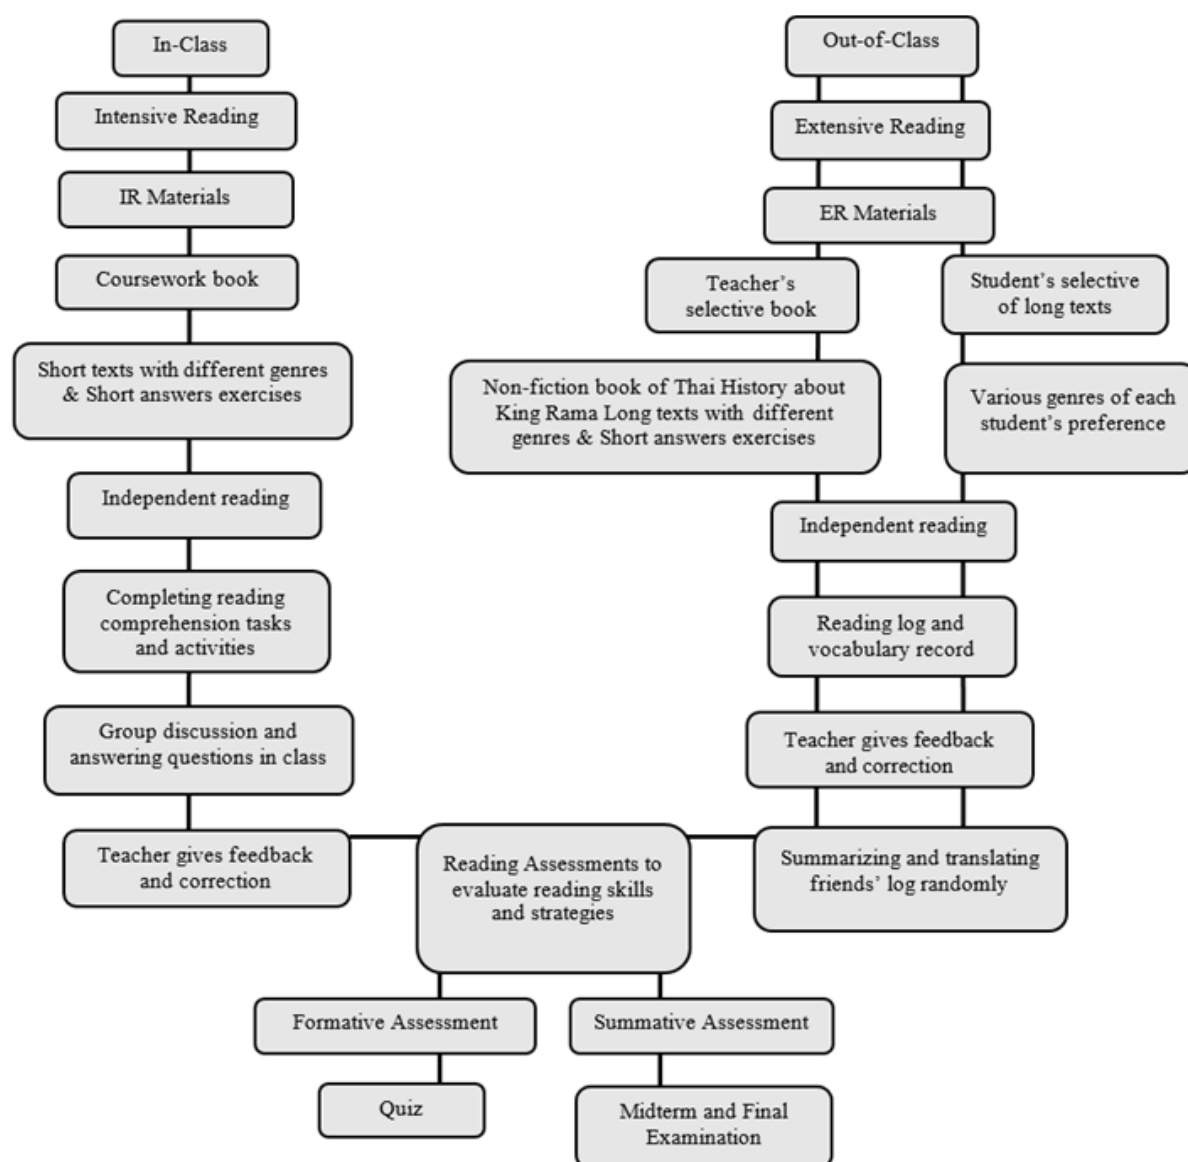 In-Class
Intensive Reading
IR Materials
Coursework book
Short texts with different genres
& Short answers exercises
Independent reading
Completing reading
comprehension tasks
and activities
Group discussion and
answering questions in class
Teacher gives feedback
and correction
Out-of-Class
Extensive Reading
ER Materials
Teacher's
selective book
Student's selective
of long texts
Non-fiction book of Thai History about
King Rama Long texts with different
genres & Short answers exercises
Various genres of each
student's preference
Independent reading
Reading log and
vocabulary record
Teacher gives feedback
and correction
Summarizing and translating
friends' log randomly
Reading Assessments to
evaluate reading skills
and strategies
Formative Assessment
Quiz
Summative Assessment
Midterm and Final
Examination